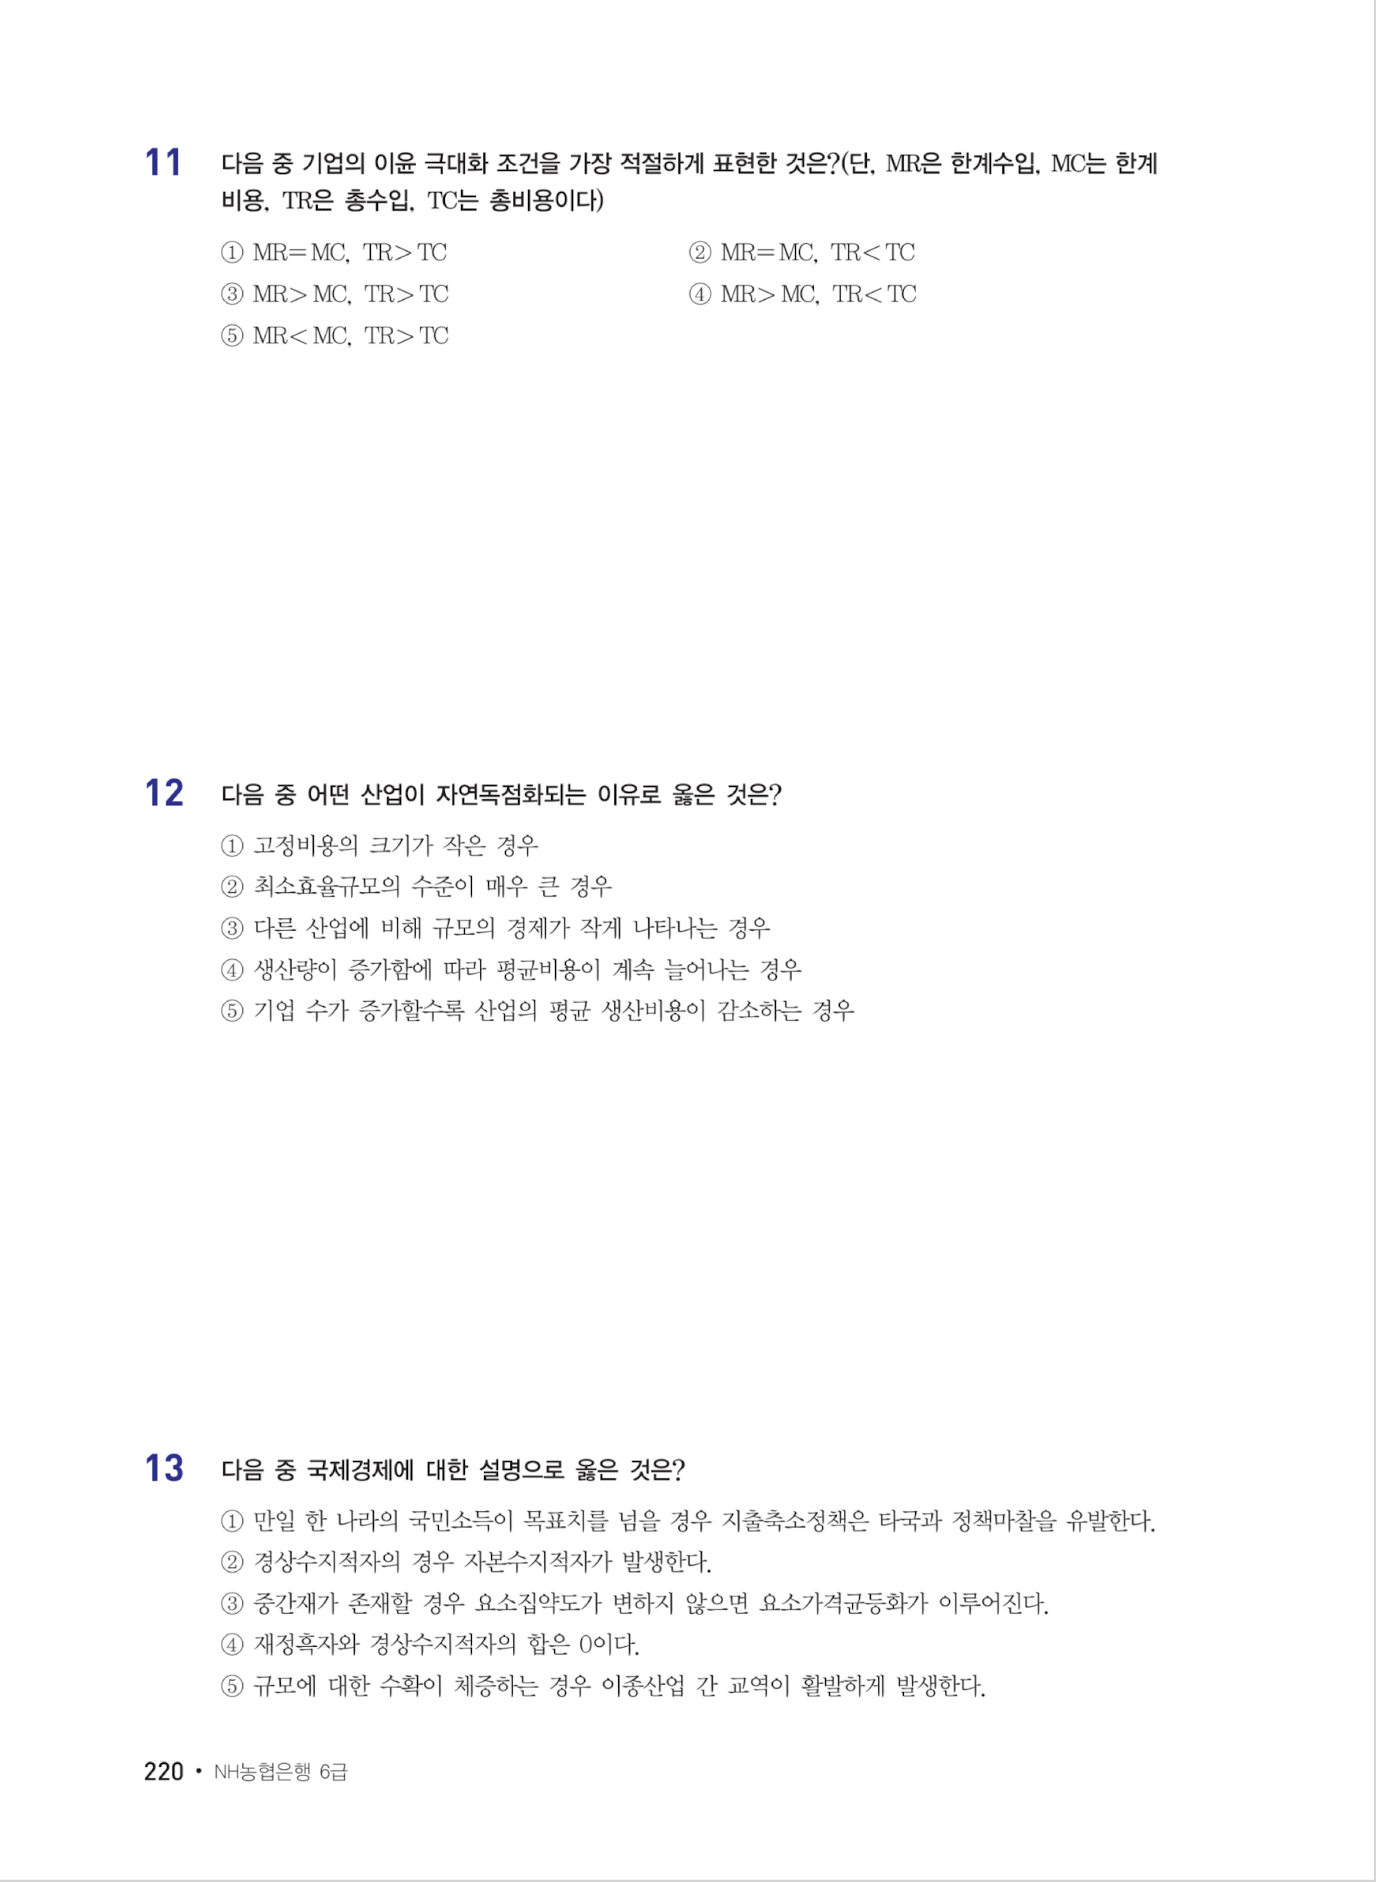 11 다음 중 기업의 이윤 극대화 조건을 가장 적절하게 표현한 것은?(단, MR은 한계수입, MC는 한계
비용, TR은 총수입, TC는 총비용이다)
① MR=MC, TR>TC ② MR=MC, TR<TC
③ MR>MC, TR>TC ④ MR>MC, TR<TC
⑤ MR<MC, TR>TC
12 다음 중 어떤 산업이 자연독점화되는 이유로 옳은 것은?
① 고정비용의 크기가 작은 경우
② 최소효율규모의 수준이 매우 큰 경우
③ 다른 산업에 비해 규모의 경제가 작게 나타나는 경우
④ 생산량이 증가함에 따라 평균비용이 계속 늘어나는 경우
⑤ 기업 수가 증가할수록 산업의 평균 생산비용이 감소하는 경우
13 다음 중 국제경제에 대한 설명으로 옳은 것은?
① 만일 한 나라의 국민소득이 목표치를 넘을 경우 지출축소정책은 타국과 정책마찰을 유발한다.
② 경상수지적자의 경우 자본수지적자가 발생한다.
③ 중간재가 존재할 경우 요소집약도가 변하지 않으면 요소가격균등화가 이루어진다.
④ 재정흑자와 경상수지적자의 합은 0이다.
⑤ 규모에 대한 수확이 체증하는 경우 이종산업 간 교역이 활발하게 발생한다.
220 • NH농협은행 6급